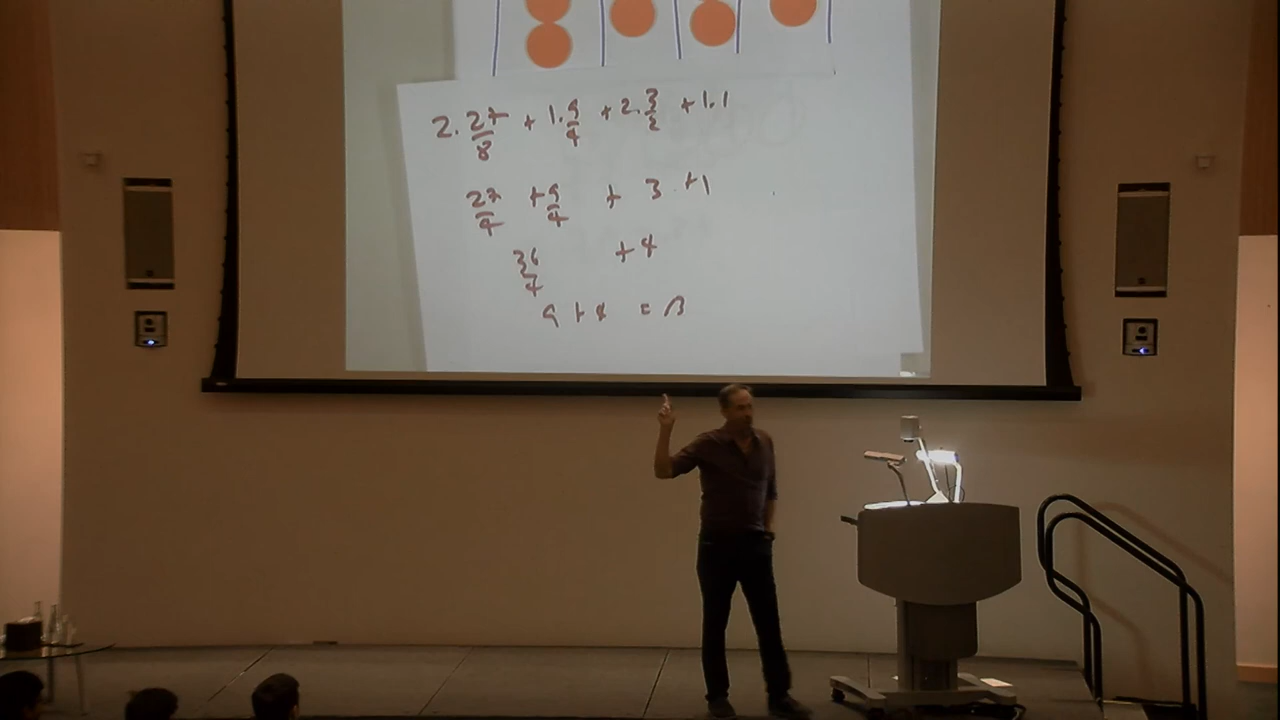 2. 27/8 + 1. 9/4 + 2. 3/2 + 1.1
27/4 + 9/4 + 3 + 1
36/4 + 4
9 + 4 = 13